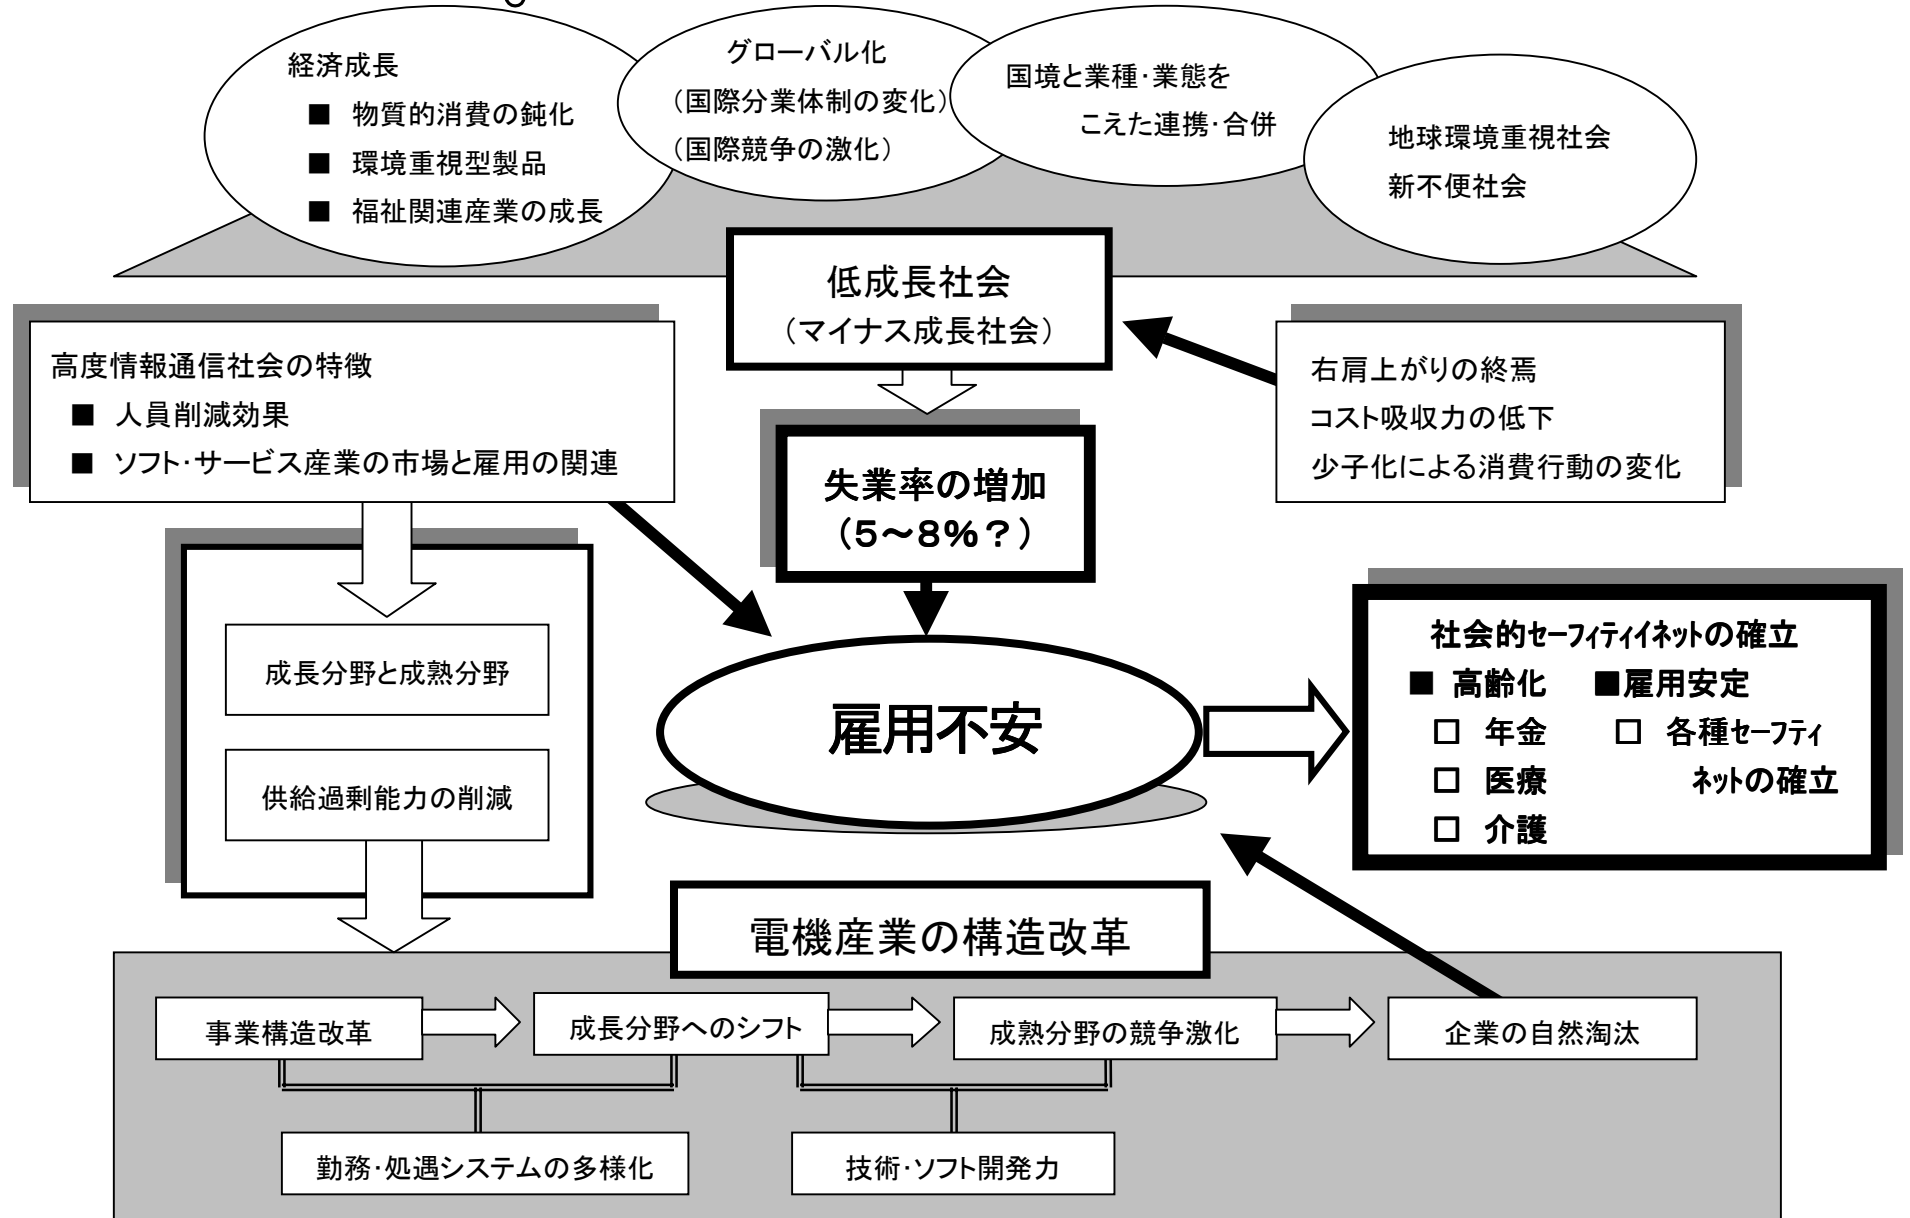 経済成長
■ 物質的消費の鈍化
■ 環境重視型製品
■ 福祉関連産業の成長
グローバル化
（国際分業体制の変化）
（国際競争の激化）
国境と業種・業態を
こえた連携・合併
地球環境重視社会
新不便社会
低成長社会
（マイナス成長社会）
高度情報通信社会の特徴
■ 人員削減効果
■ ソフト・サービス産業の市場と雇用の関連
右肩上がりの終焉
コスト吸収力の低下
少子化による消費行動の変化
失業率の増加
（５～８％？）
成長分野と成熟分野
供給過剰能力の削減
雇用不安
社会的セーフィティイネットの確立
■ 高齢化 ■雇用安定
□ 年金 □ 各種セーフティ
□ 医療 ネットの確立
□ 介護
電機産業の構造改革
事業構造改革
成長分野へのシフト
成熟分野の競争激化
企業の自然淘汰
勤務・処遇システムの多様化
技術・ソフト開発力